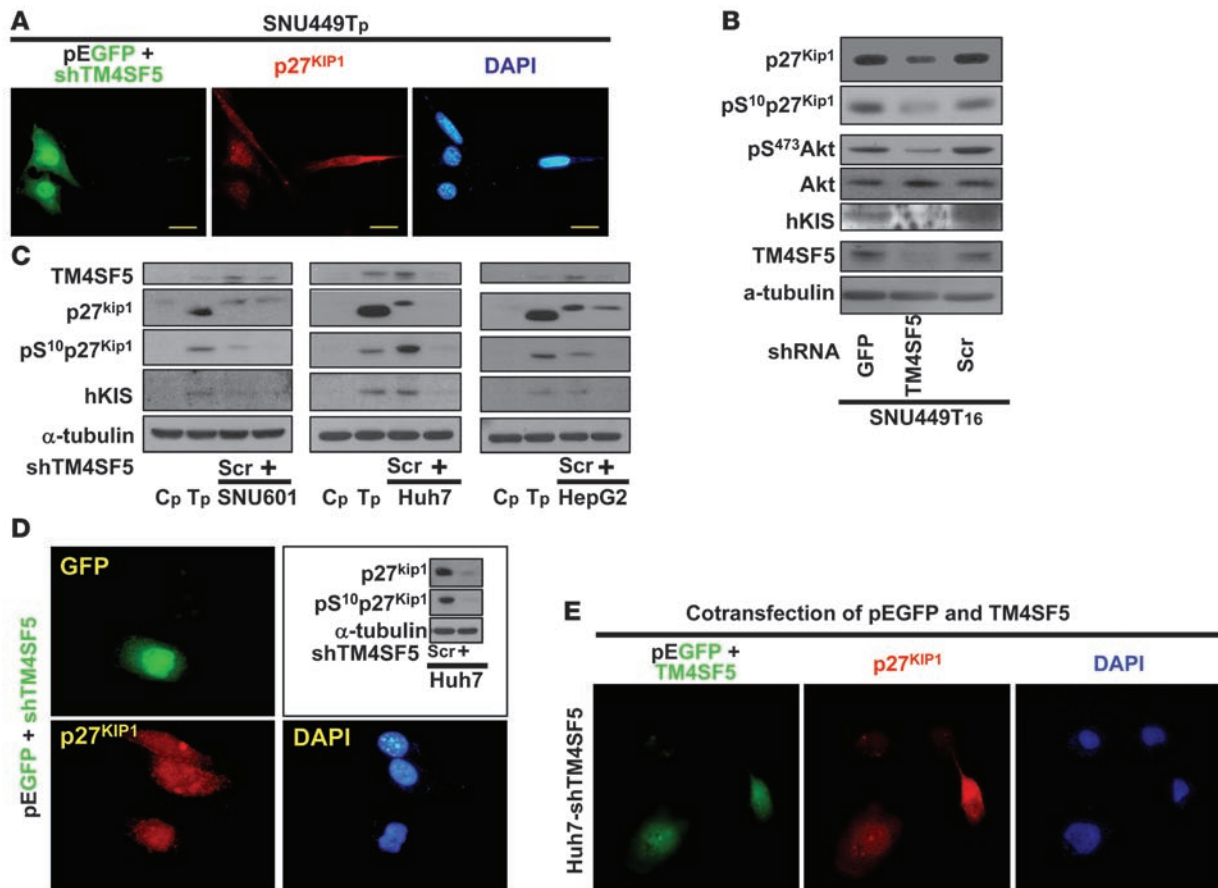 A
SNU449Tp
pEGFP + shTM4SF5
p27KIP1
DAPI
B
p27Kip1
pS10p27Kip1
pS473Akt
Akt
hKIS
TM4SF5
a-tubulin
shRNA
GFP
TM4SF5
Scr
SNU449T16
C
TM4SF5
p27kip1
pS10p27Kip1
hKIS
α-tubulin
shTM4SF5 Scr + Scr + Scr +
Cp Tp SNU601 Cp Tp Huh7 Cp Tp HepG2
D
pEGFP + shTM4SF5
GFP
p27kip1
pS10p27Kip1
α-tubulin
shTM4SF5 Scr +
Huh7
p27KIP1
DAPI
E
Cotransfection of pEGFP and TM4SF5
pEGFP + TM4SF5
p27KIP1
DAPI
Huh7-shTM4SF5